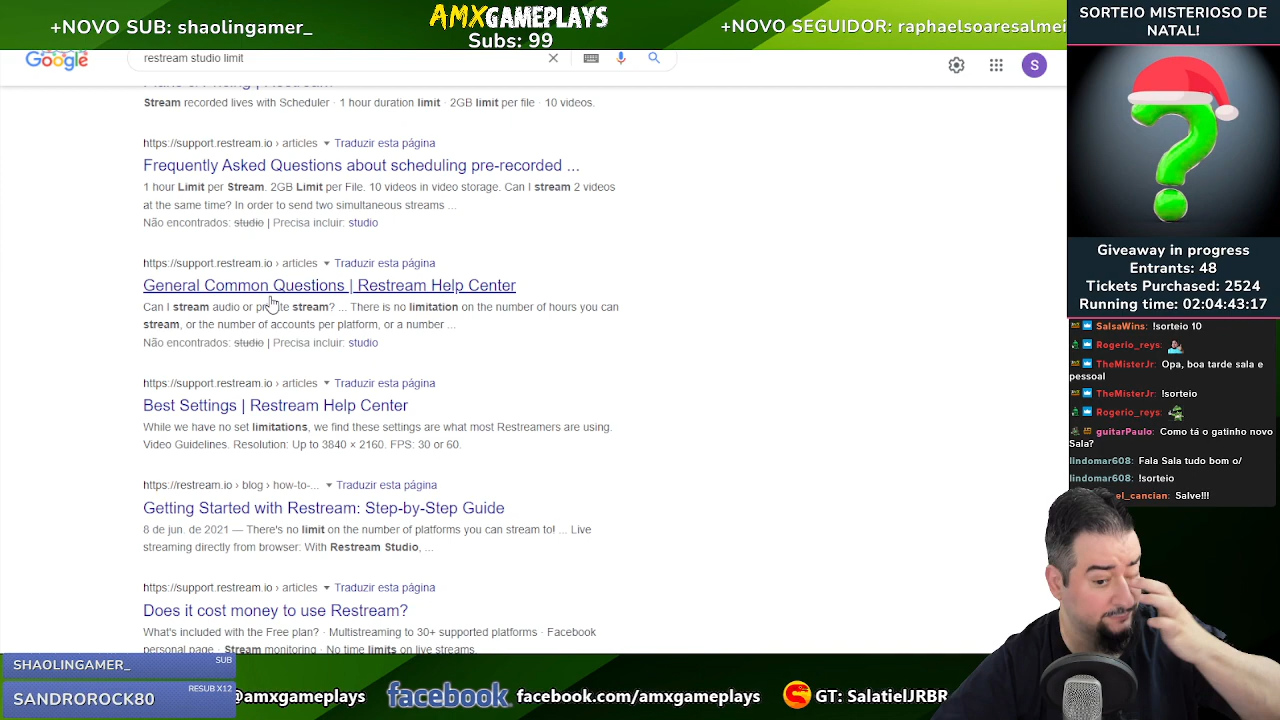 +NOVO SUB: shaolingamer_
AMXGAMEPLAYS
Subs: 99
+NOVO SEGUIDOR: raphaelsoaresalmei
Google
restream studio limit
S
Stream recorded lives with Scheduler · 1 hour duration limit · 2GB limit per file · 10 videos.
https://support.restream.io › articles ▾ Traduzir esta página
Frequently Asked Questions about scheduling pre-recorded ...
1 hour Limit per Stream. 2GB Limit per File. 10 videos in video storage. Can I stream 2 videos
at the same time? In order to send two simultaneous streams ...
Não encontrados: studio | Precisa incluir: studio
https://support.restream.io › articles ▾ Traduzir esta página
General Common Questions | Restream Help Center
Can I stream audio or private stream? ... There is no limitation on the number of hours you can
stream, or the number of accounts per platform, or a number ...
Não encontrados: studio | Precisa incluir: studio
https://support.restream.io › articles ▾ Traduzir esta página
Best Settings | Restream Help Center
While we have no set limitations, we find these settings are what most Restreamers are using.
Video Guidelines. Resolution: Up to 3840 × 2160. FPS: 30 or 60.
https://restream.io › blog › how-to-... ▾ Traduzir esta página
Getting Started with Restream: Step-by-Step Guide
8 de jun. de 2021 — There's no limit on the number of platforms you can stream to! ... Live
streaming directly from browser: With Restream Studio, ...
https://support.restream.io › articles ▾ Traduzir esta página
Does it cost money to use Restream?
What's included with the Free plan? · Multistreaming to 30+ supported platforms · Facebook
personal page · Stream monitoring · No time limits on live streams.
SORTEIO MISTERIOSO DE
NATAL!
Giveaway in progress
Entrants: 48
Tickets Purchased: 2524
Running time: 02:04:43:17
SalsaWins: !sorteio 10
Rogerio_reys:
TheMisterJr: Opa, boa tarde sala e
pessoal
TheMisterJr: !sorteio
Rogerio_reys:
guitarPaulo: Como tá o gatinho novo
Sala?
lindomar608: Fala Sala tudo bom o/
lindomar608: !sorteio
el_cancian: Salve!!!
SHAOLINGAMER_ SUB
SANDROROCK80 RESUB X12
@amxgameplays
facebook
facebook.com/amxgameplays
GT: SalatielJRBR